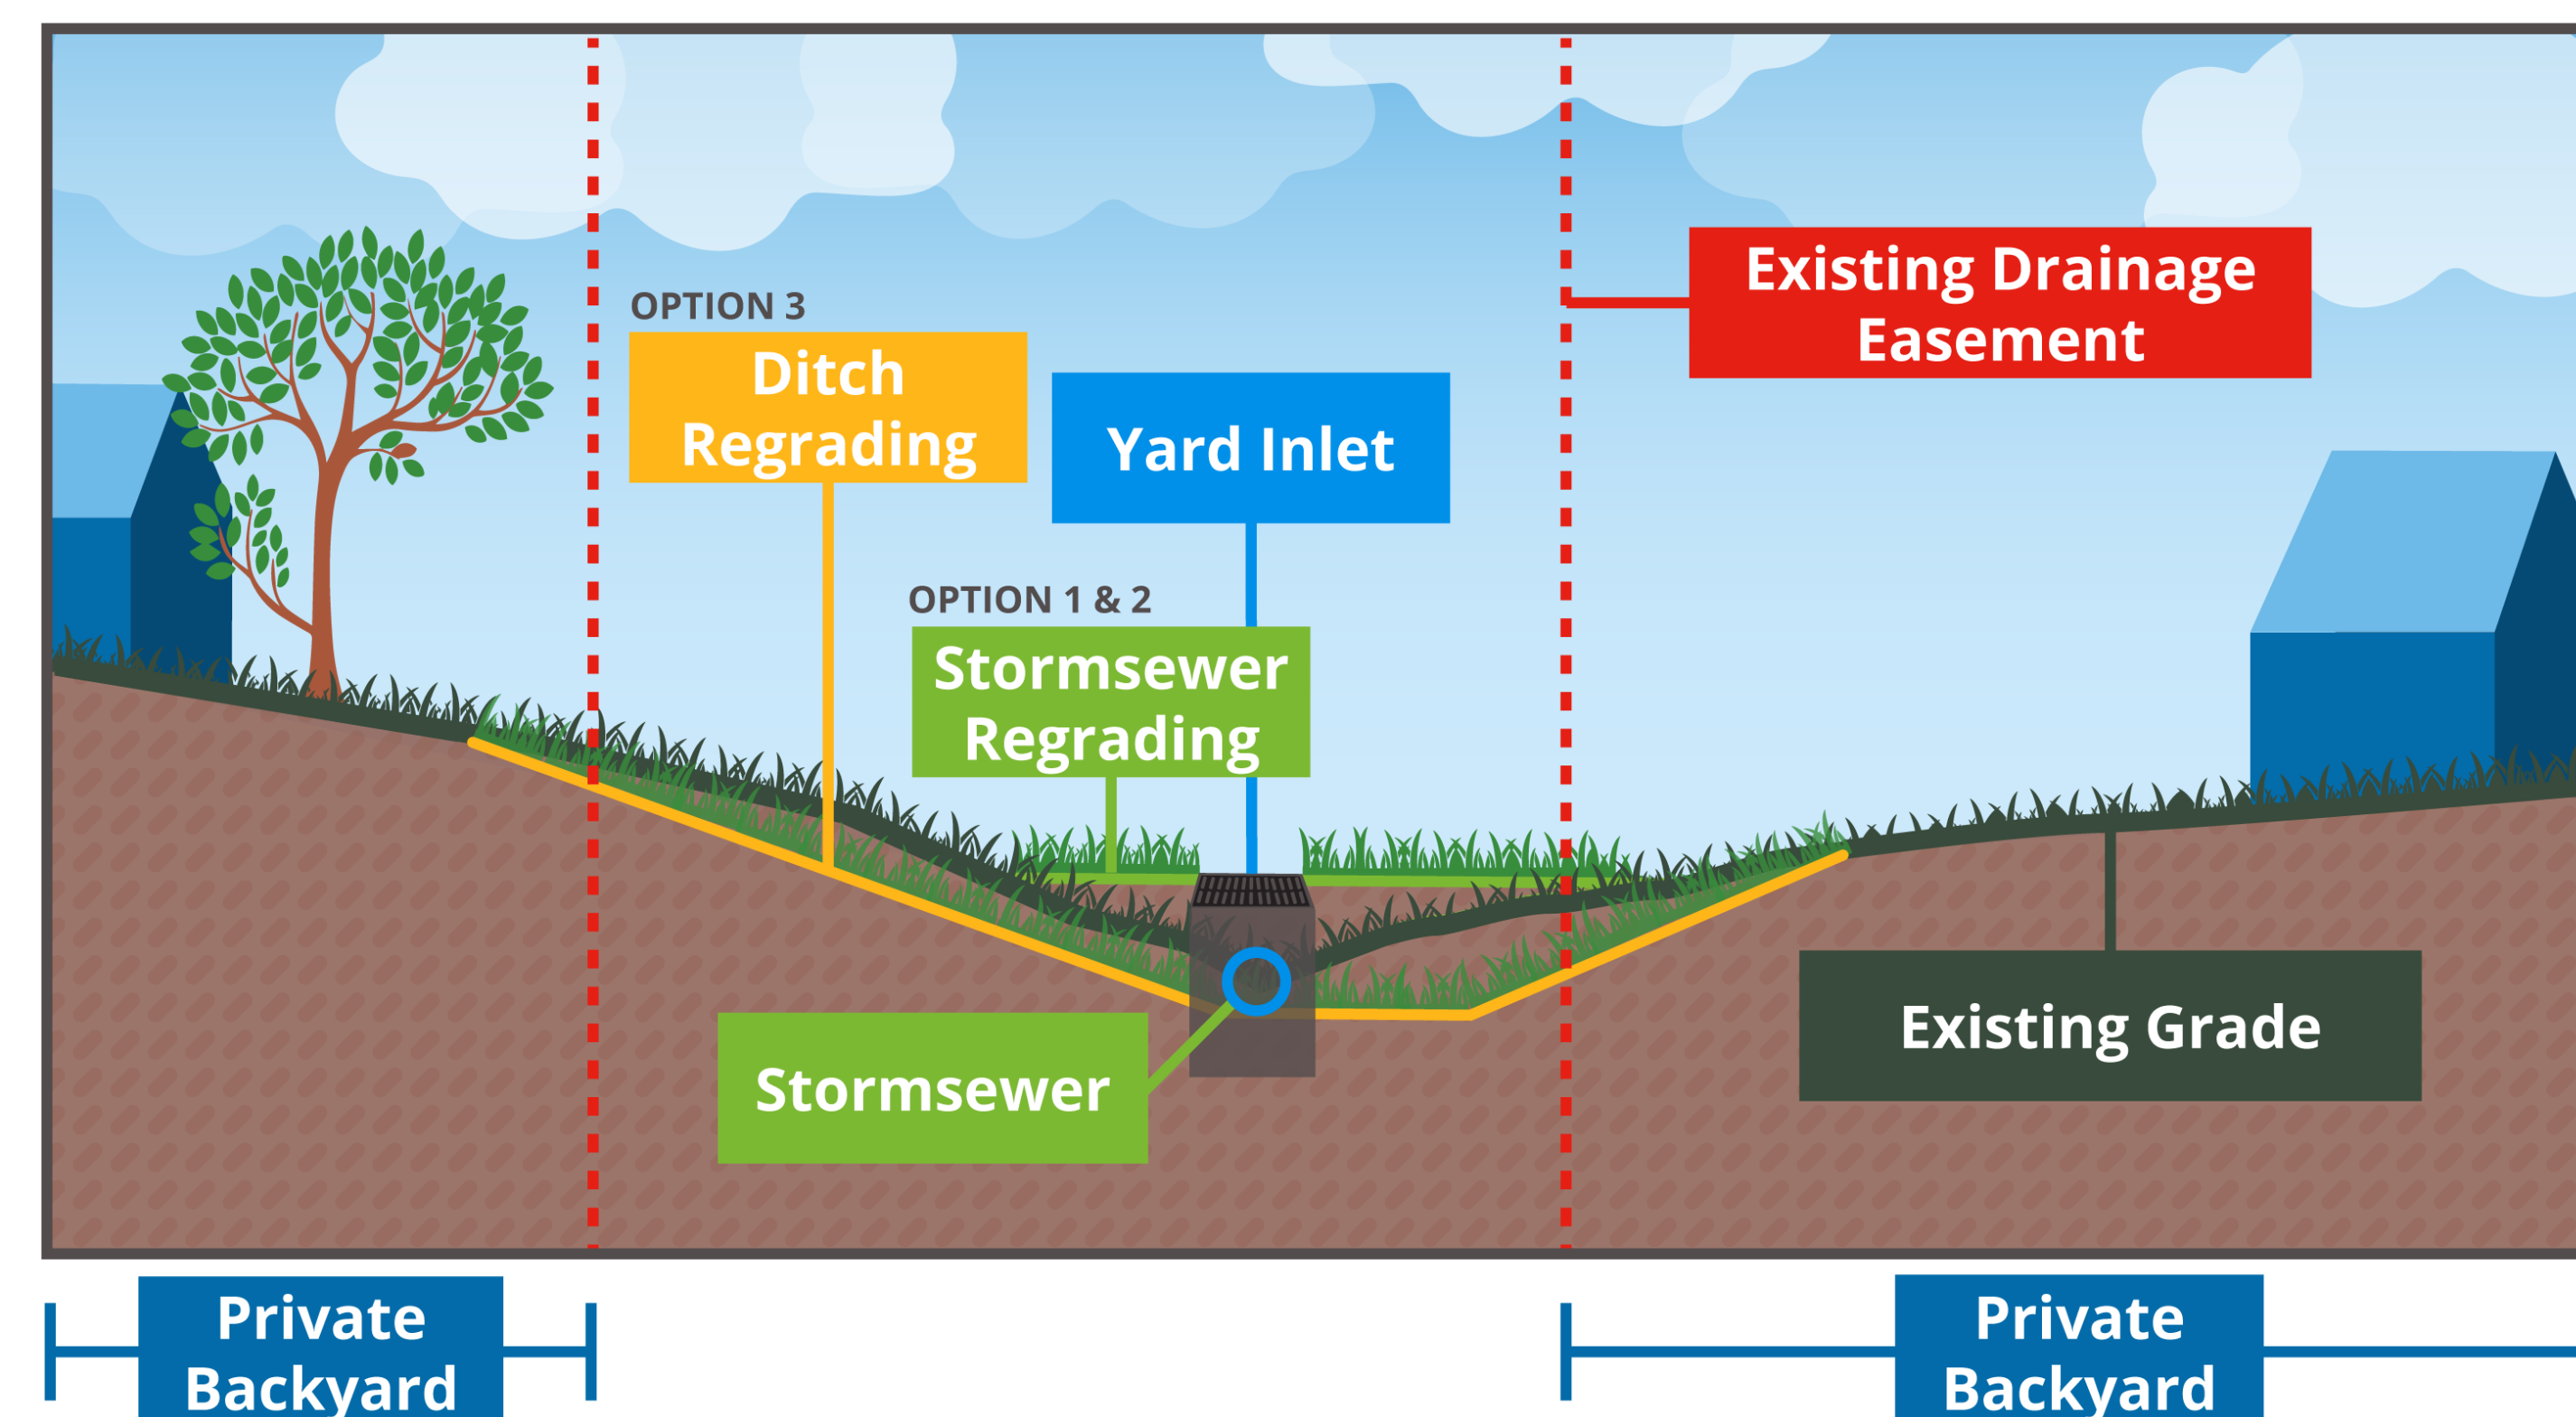 Existing Drainage
Easement
OPTION 3
Ditch
Regrading
Yard Inlet
OPTION 1 & 2
Stormsewer
Regrading
Existing Grade
Stormsewer
Private
Backyard
Private
Backyard